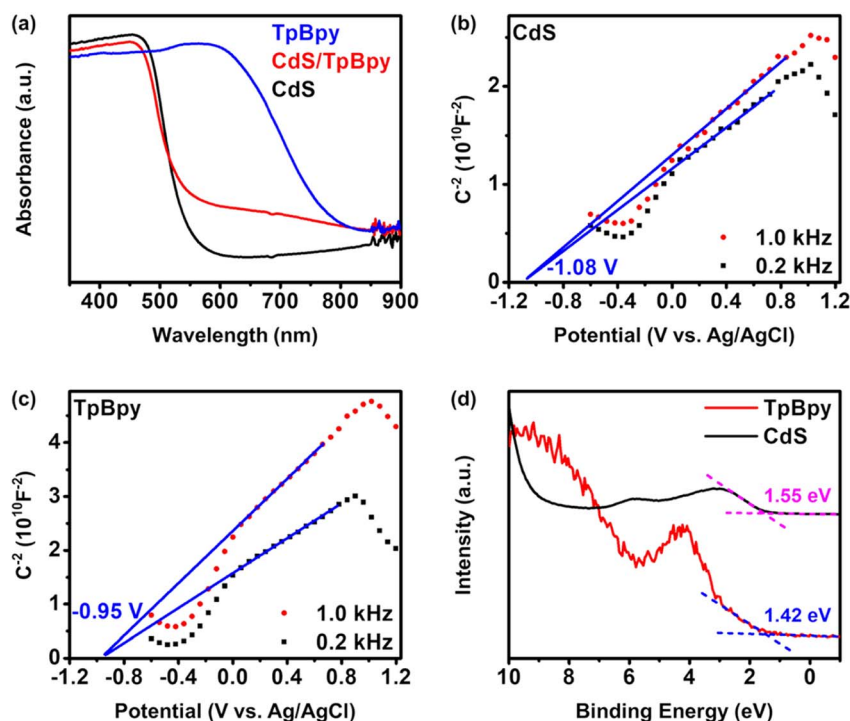 (a)
TpBpy
CdS/TpBpy
CdS
Absorbance (a.u.)
400 500 600 700 800 900
Wavelength (nm)
(b)
CdS
C⁻² (10¹⁰F⁻²)
2
1
0
-1.08 V
1.0 kHz
0.2 kHz
-1.2 -0.8 -0.4 0.0 0.4 0.8 1.2
Potential (V vs. Ag/AgCl)
(c)
TpBpy
C⁻² (10¹⁰F⁻²)
4
3
2
1
0
-0.95 V
1.0 kHz
0.2 kHz
-1.2 -0.8 -0.4 0.0 0.4 0.8 1.2
Potential (V vs. Ag/AgCl)
(d)
TpBpy
CdS
Intensity (a.u.)
1.55 eV
1.42 eV
10 8 6 4 2 0
Binding Energy (eV)